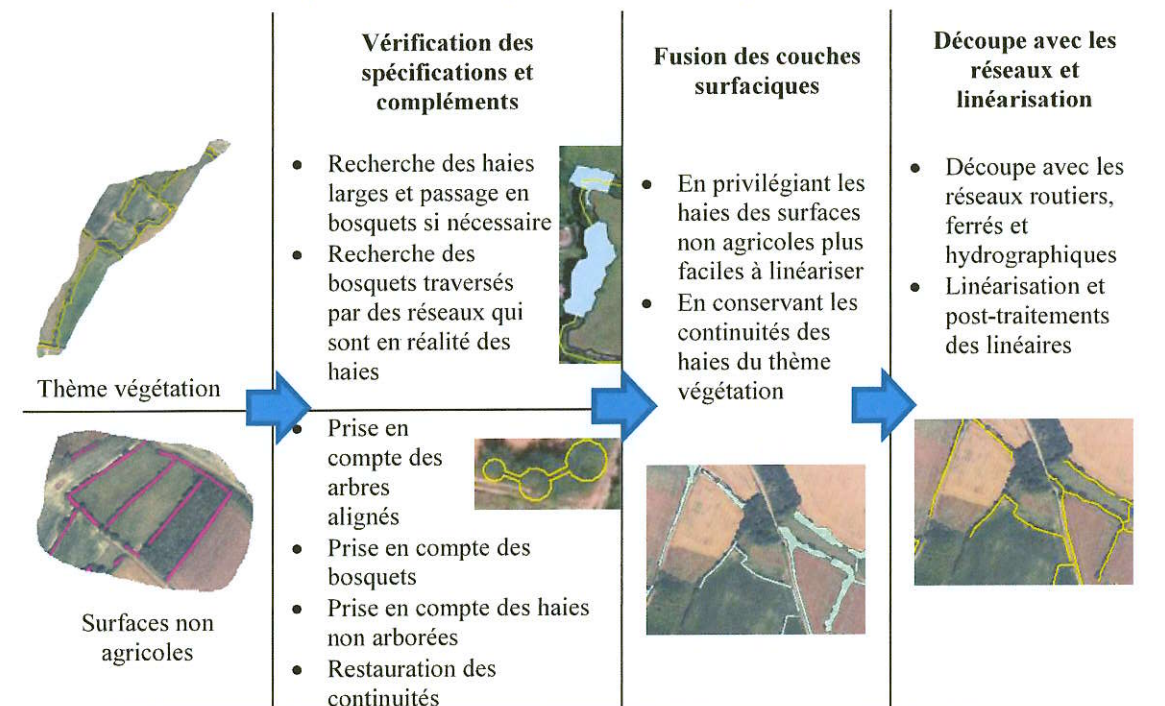 Vérification des
spécifications et
compléments
Fusion des couches
surfaciques
Découpe avec les
réseaux et
linéarisation
Thème végétation
• Recherche des haies
larges et passage en
bosquets si nécessaire
• Recherche des
bosquets traversés
par des réseaux qui
sont en réalité des
haies
• En privilégiant les
haies des surfaces
non agricoles plus
faciles à linéariser
• En conservant les
continuités des
haies du thème
végétation
• Découpe avec les
réseaux routiers,
ferrés et
hydrographiques
• Linéarisation et
post-traitements
des linéaires
Surfaces non
agricoles
• Prise en
compte des
arbres
alignés
• Prise en compte des
bosquets
• Prise en compte des haies
non arborées
• Restauration des
continuités